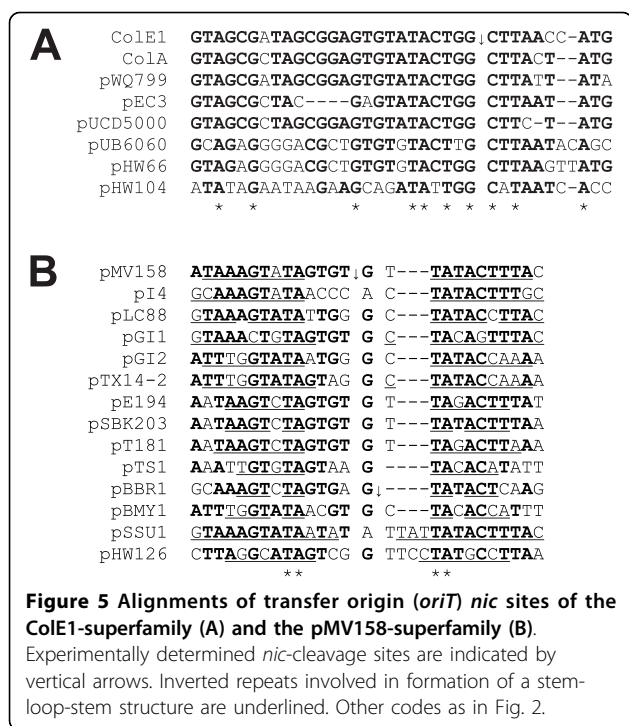 A
ColE1 GTAGCGATAGCGGAGTGTATACTGG↓CTTAACC-ATG
ColA GTAGCGCTAGCGGAGTGTATACTGG CTTACT--ATG
pWQ799 GTAGCGCTAGCGGAGTGTATACTGG CTTATT--ATA
pEC3 GTAGCGCTAC----GAGTATACTGG CTTAAT--ATG
pUCD5000 GTAGCGCTAGCGGAGTGTATACTGG CTTC-T--ATG
pUB6060 GCAGAGGGGACGCTGTGTGTACTTG CTTAATACAGC
pHW66 GTAGAGGGGACGCTGTGTGTACTGG CTTAAGTTATG
pHW104 ATATAGAATAAGAAGCAGATATTGG CATAATC-ACC
* * * ** * * * * *
B
pMV158 ATAAAGTATAGTGT↓G T---TATACTTTAC
pI4 GCAAAGTATAACCC A C---TATACTTTGC
pLC88 GTAAAGTATATTGG G C---TATACCTTAC
pGI1 GTAAACTGTAGTGT G C---TACAGTTTAC
pGI2 ATTTGGTATAATGG G C---TATACCAAAA
pTX14-2 ATTTGGTATAGTAG G C---TATACCAAAA
pE194 AATAAGTCTAGTGT G T---TAGACTTTAT
pSBK203 AATAAGTCTAGTGT G T---TATACTTTAA
pT181 AATAAGTCTAGTGT G T---TAGACTTAAA
pTS1 AAATTGTGTAGTAA G ----TACACATATT
pBBR1 GCAAAGTCTAGTGA G↓----TATACTCAAG
pBMY1 ATTTGGTATAACGT G C---TACACCATTT
pSSU1 GTAAAGTATAATAT A TTATTATACTTTAC
pHW126 CTTAGGCATAGTCG G TTCCTATGCCTTAA
** **
Figure 5 Alignments of transfer origin (oriT) nic sites of the
ColE1-superfamily (A) and the pMV158-superfamily (B).
Experimentally determined nic-cleavage sites are indicated by
vertical arrows. Inverted repeats involved in formation of a stem-
loop-stem structure are underlined. Other codes as in Fig. 2.